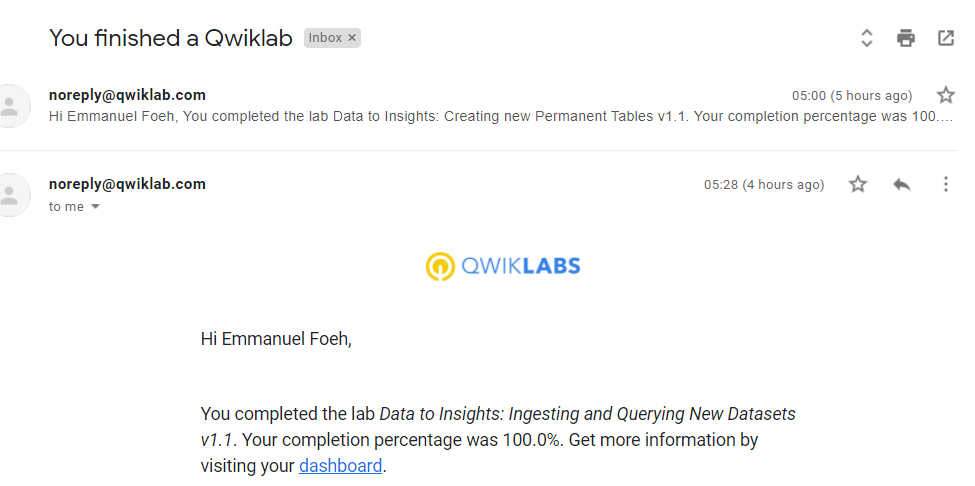 You finished a Qwiklab Inbox ×
noreply@qwiklab.com 05:00 (5 hours ago)
Hi Emmanuel Foeh, You completed the lab Data to Insights: Creating new Permanent Tables v1.1. Your completion percentage was 100....
noreply@qwiklab.com 05:28 (4 hours ago)
to me
QWIKLABS
Hi Emmanuel Foeh,
You completed the lab Data to Insights: Ingesting and Querying New Datasets
v1.1. Your completion percentage was 100.0%. Get more information by
visiting your dashboard.